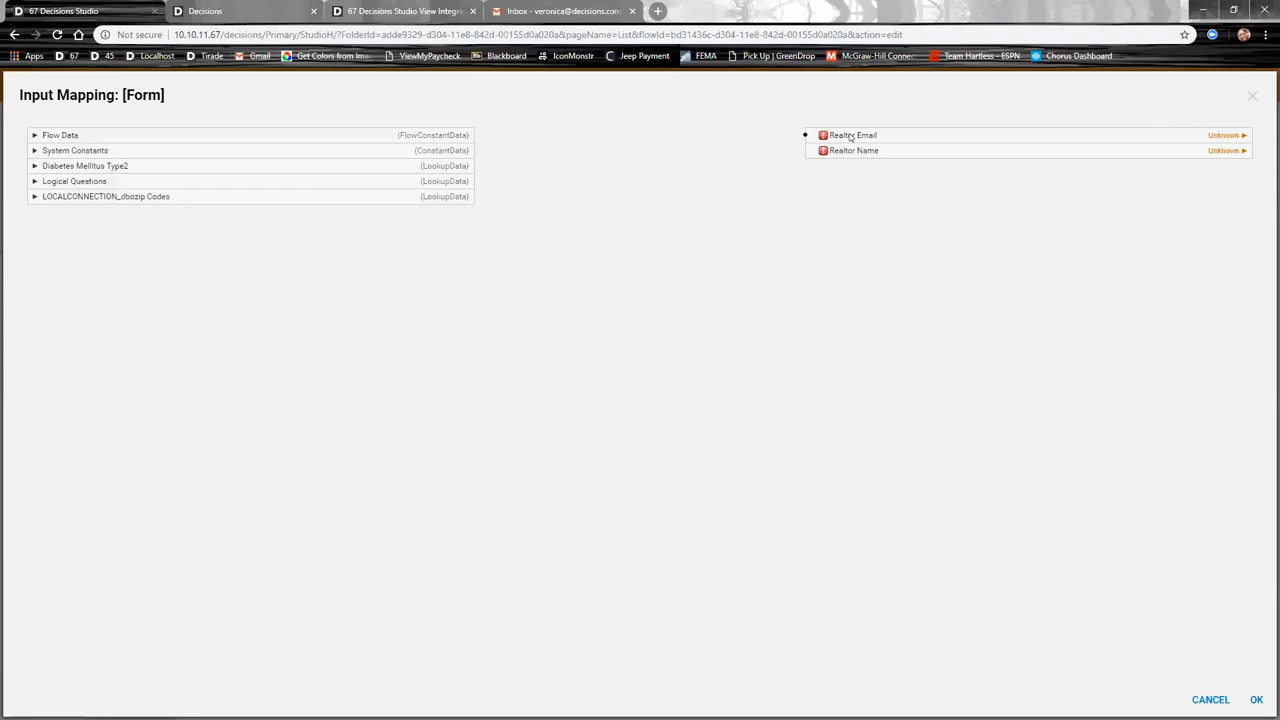 67 Decisions Studio
Decisions
67 Decisions Studio View Integr
Inbox - veronica@decisions.com
Not secure
10.10.11.67/decisions/Primary/StudioH/?FolderId=adde9329-d304-11e8-842d-00155d0a020a&pageName=List&flowId=bd31436c-d304-11e8-842d-00155d0a020a&action=edit
Apps
67
45
Localhost
Tirade
Gmail
Get Colors from Ima
ViewMyPaycheck
Blackboard
IconMonstr
Jeep Payment
FEMA
Pick Up | GreenDrop
McGraw-Hill Connec
Team Hartless - ESPN
Chorus Dashboard
Input Mapping: [Form]
Flow Data {FlowConstantData}
System Constants {ConstantData}
Diabetes Mellitus Type2 {LookupData}
Logical Questions {LookupData}
LOCALCONNECTION_dbozip Codes {LookupData}
Realtor Email Unknown
Realtor Name Unknown
CANCEL
OK